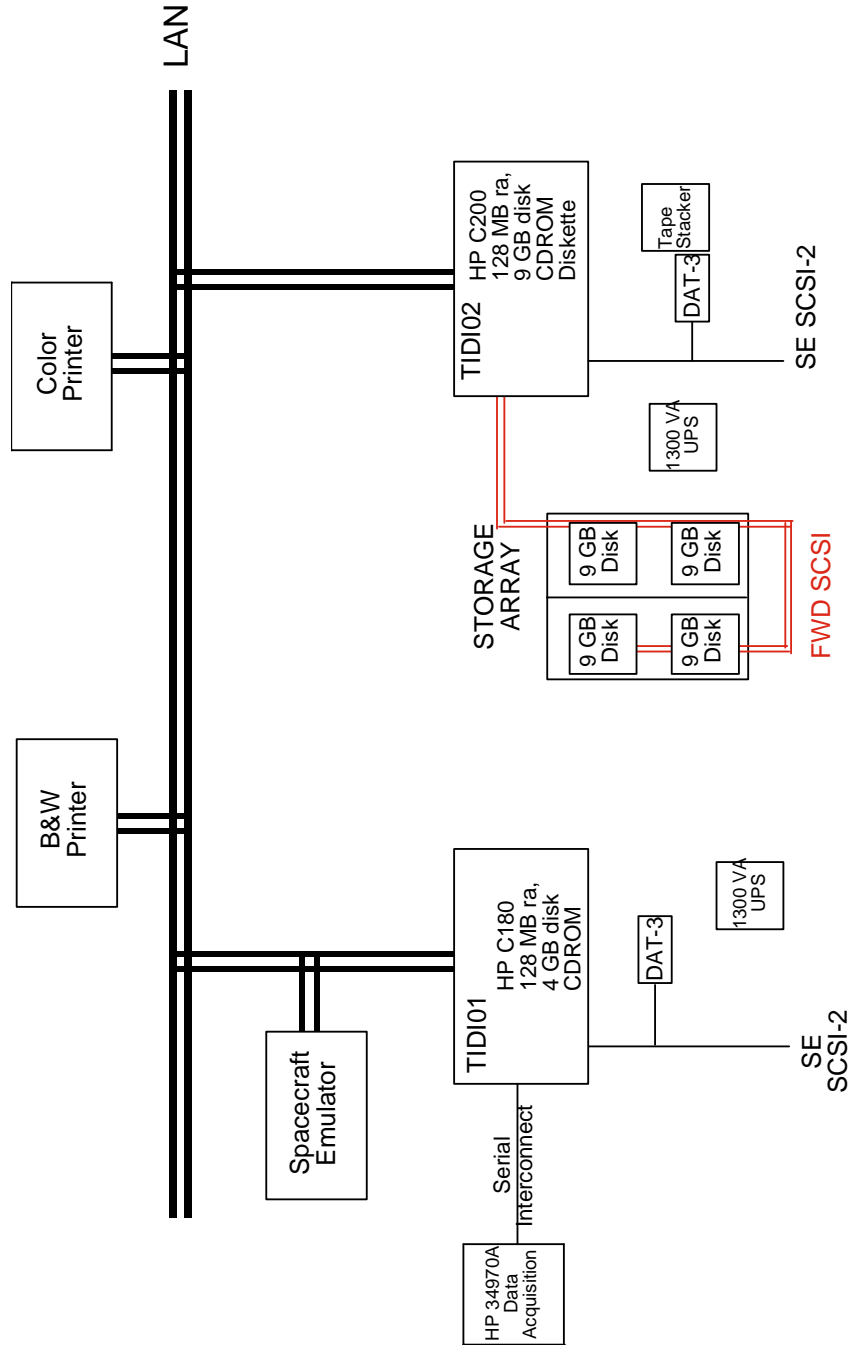 LAN
B&W
Printer
Color
Printer
Spacecraft
Emulator
HP 34970A
Data
Acquisition
Serial
Interconnect
TIDI01
HP C180
128 MB ra,
4 GB disk
CDROM
DAT-3
SE
SCSI-2
1300 VA
UPS
STORAGE
ARRAY
9 GB
Disk
9 GB
Disk
9 GB
Disk
9 GB
Disk
FWD SCSI
TIDI02
HP C200
128 MB ra,
9 GB disk
CDROM
Diskette
1300 VA
UPS
DAT-3
Tape
Stacker
SE SCSI-2